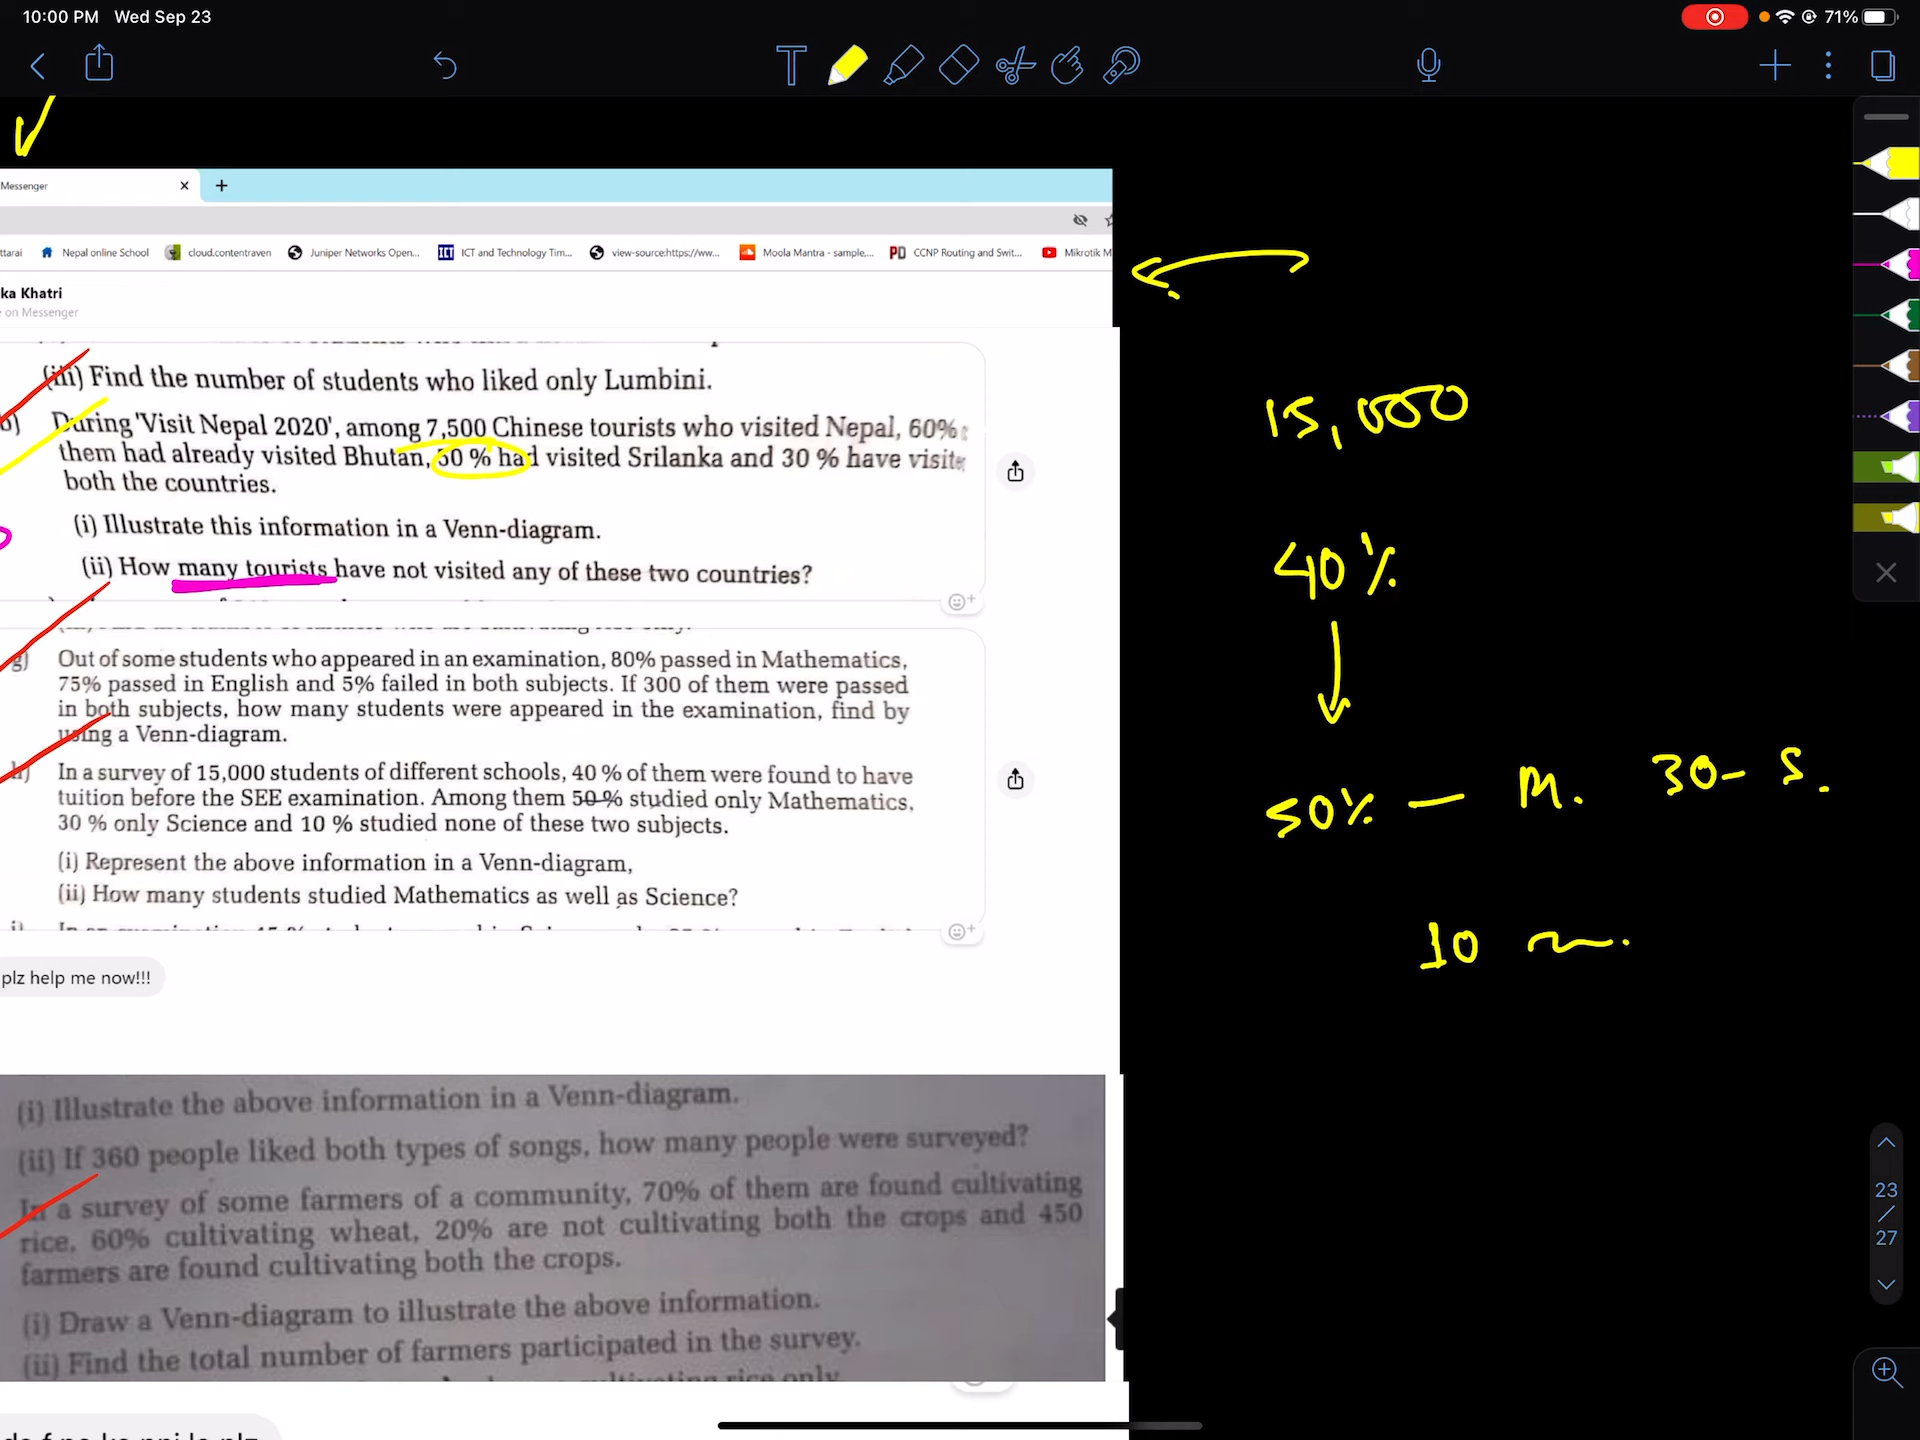 10:00 PM Wed Sep 23
71%
Messenger
ttarai Nepal online School cloud.contentraven Juniper Networks Open... ICT and Technology Tim... view-source:https://ww... Moola Mantra - sample,... CCNP Routing and Swit... Mikrotik M
ka Khatri
e on Messenger
(iii) Find the number of students who liked only Lumbini.
b) During 'Visit Nepal 2020', among 7,500 Chinese tourists who visited Nepal, 60%
them had already visited Bhutan, 50 % had visited Srilanka and 30 % have visite
both the countries.
(i) Illustrate this information in a Venn-diagram.
(ii) How many tourists have not visited any of these two countries?
g) Out of some students who appeared in an examination, 80% passed in Mathematics,
75% passed in English and 5% failed in both subjects. If 300 of them were passed
in both subjects, how many students were appeared in the examination, find by
using a Venn-diagram.
h) In a survey of 15,000 students of different schools, 40 % of them were found to have
tuition before the SEE examination. Among them 50 % studied only Mathematics,
30 % only Science and 10 % studied none of these two subjects.
(i) Represent the above information in a Venn-diagram,
(ii) How many students studied Mathematics as well as Science?
plz help me now!!!
(i) Illustrate the above information in a Venn-diagram.
(ii) If 360 people liked both types of songs, how many people were surveyed?
In a survey of some farmers of a community, 70% of them are found cultivating
rice, 60% cultivating wheat, 20% are not cultivating both the crops and 450
farmers are found cultivating both the crops.
(i) Draw a Venn-diagram to illustrate the above information.
(ii) Find the total number of farmers participated in the survey.
15,000
40%
50% — M. 30- S.
10
23
/
27